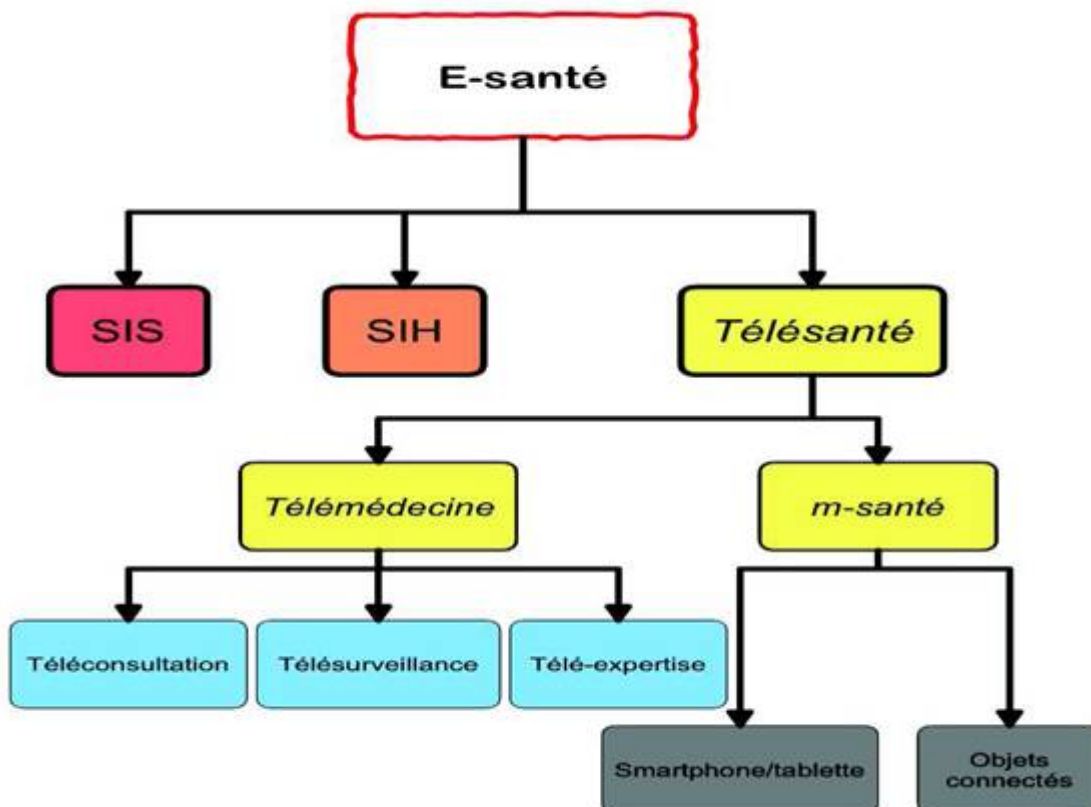 E-santé
SIS
SIH
Télésanté
Télémédecine
m-santé
Téléconsultation
Télésurveillance
Télé-expertise
Smartphone/tablette
Objets
connectés